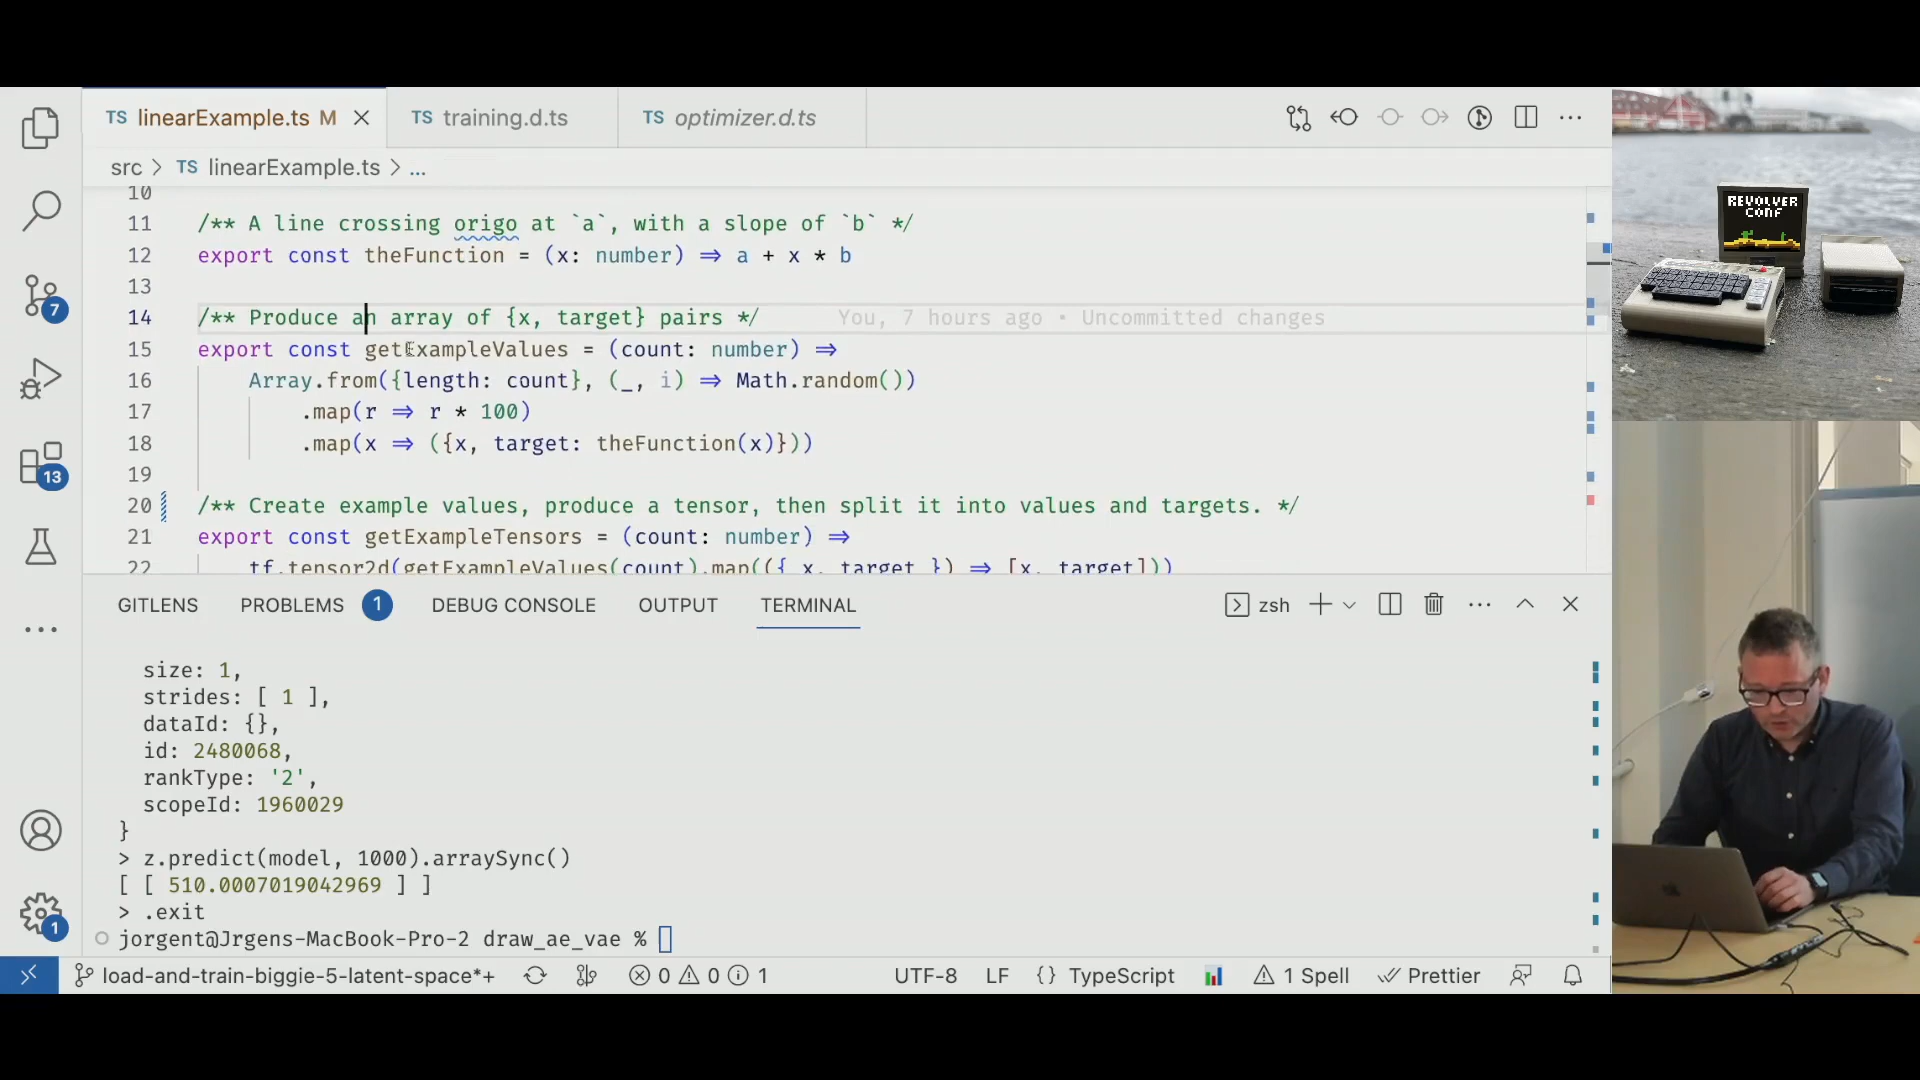 TS linearExample.ts M
TS training.d.ts
TS optimizer.d.ts
src > TS linearExample.ts > ...
10
11 /** A line crossing origo at `a`, with a slope of `b` */
12 export const theFunction = (x: number) ⇒ a + x * b
13
14 /** Produce an array of {x, target} pairs */ You, 7 hours ago • Uncommitted changes
15 export const getExampleValues = (count: number) ⇒
16 Array.from({length: count}, (_, i) ⇒ Math.random())
17 .map(r ⇒ r * 100)
18 .map(x ⇒ ({x, target: theFunction(x)}))
19
20 /** Create example values, produce a tensor, then split it into values and targets. */
21 export const getExampleTensors = (count: number) ⇒
22 tf.tensor2d(getExampleValues(count).map(({ x, target }) ⇒ [x, target]))
7
13
1
GITLENS PROBLEMS 1 DEBUG CONSOLE OUTPUT TERMINAL zsh
size: 1,
strides: [ 1 ],
dataId: {},
id: 2480068,
rankType: '2',
scopeId: 1960029
}
> z.predict(model, 1000).arraySync()
[ [ 510.0007019042969 ] ]
> .exit
jorgent@Jrgens-MacBook-Pro-2 draw_ae_vae %
load-and-train-biggie-5-latent-space*+ 0 0 1 UTF-8 LF {} TypeScript 1 Spell Prettier
REVOLVER
CONF